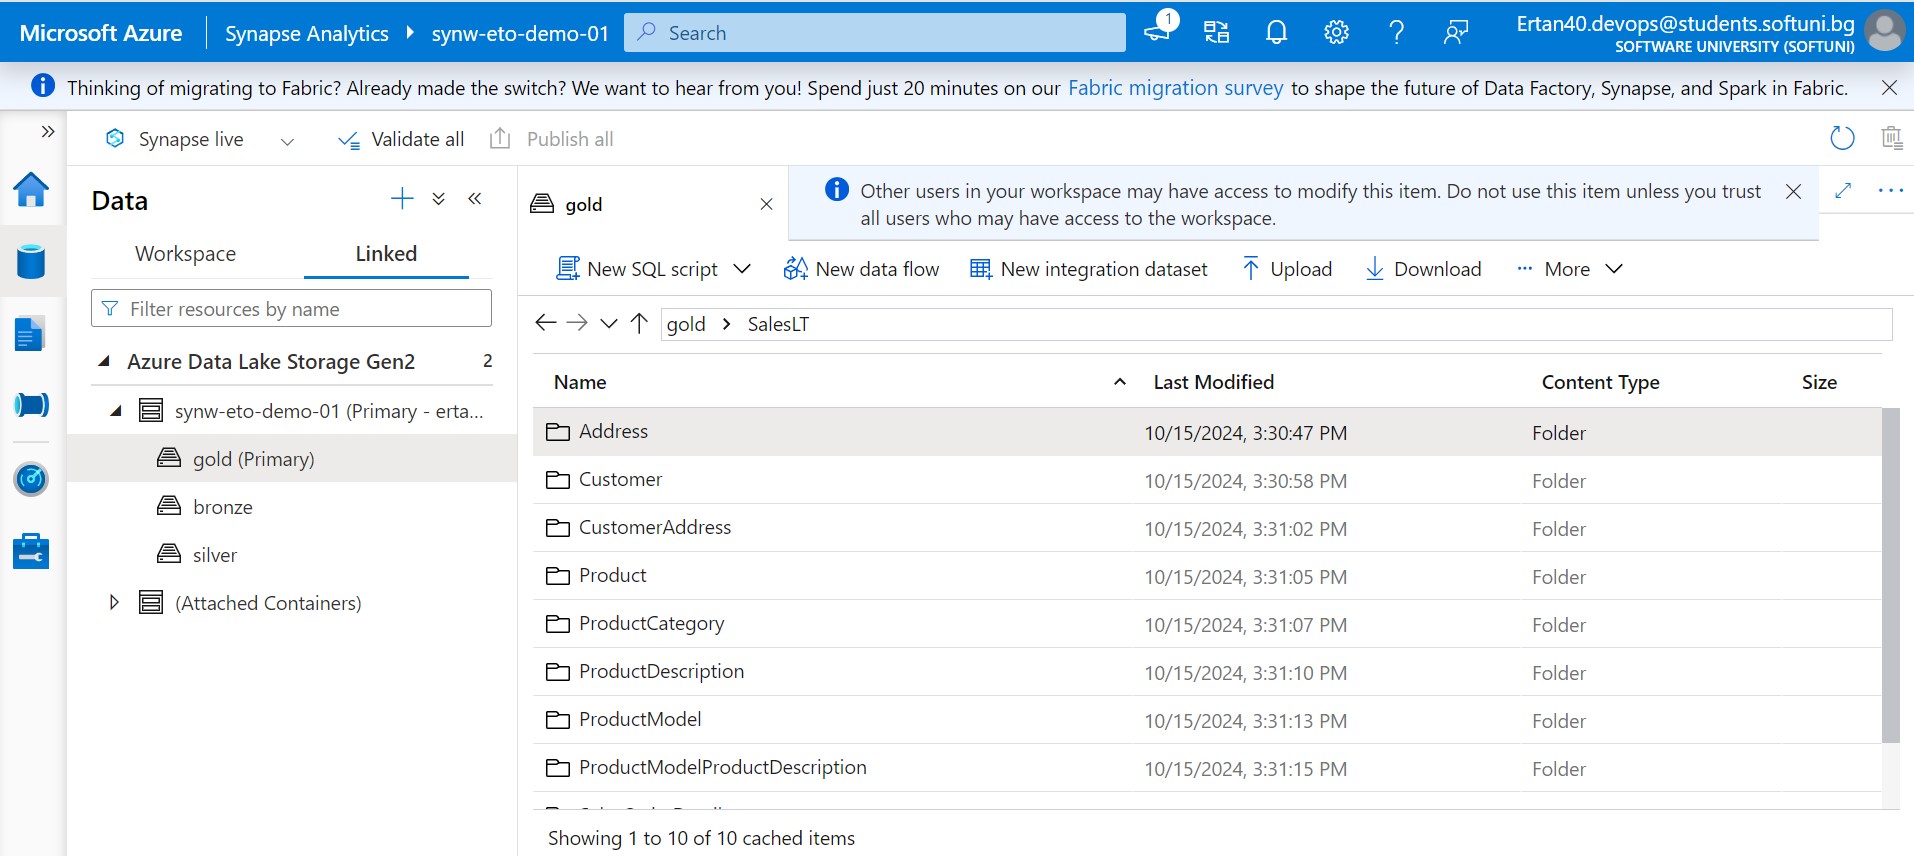 Microsoft Azure
Synapse Analytics
synw-eto-demo-01
Search
1
Ertan40.devops@students.softuni.bg
SOFTWARE UNIVERSITY (SOFTUNI)
Thinking of migrating to Fabric? Already made the switch? We want to hear from you! Spend just 20 minutes on our Fabric migration survey to shape the future of Data Factory, Synapse, and Spark in Fabric.
Synapse live
Validate all
Publish all
Data
Workspace
Linked
Filter resources by name
Azure Data Lake Storage Gen2 2
synw-eto-demo-01 (Primary - erta...
gold (Primary)
bronze
silver
(Attached Containers)
gold
Other users in your workspace may have access to modify this item. Do not use this item unless you trust
all users who may have access to the workspace.
New SQL script
New data flow
New integration dataset
Upload
Download
More
gold > SalesLT
Name Last Modified Content Type Size
Address 10/15/2024, 3:30:47 PM Folder
Customer 10/15/2024, 3:30:58 PM Folder
CustomerAddress 10/15/2024, 3:31:02 PM Folder
Product 10/15/2024, 3:31:05 PM Folder
ProductCategory 10/15/2024, 3:31:07 PM Folder
ProductDescription 10/15/2024, 3:31:10 PM Folder
ProductModel 10/15/2024, 3:31:13 PM Folder
ProductModelProductDescription 10/15/2024, 3:31:15 PM Folder
Showing 1 to 10 of 10 cached items